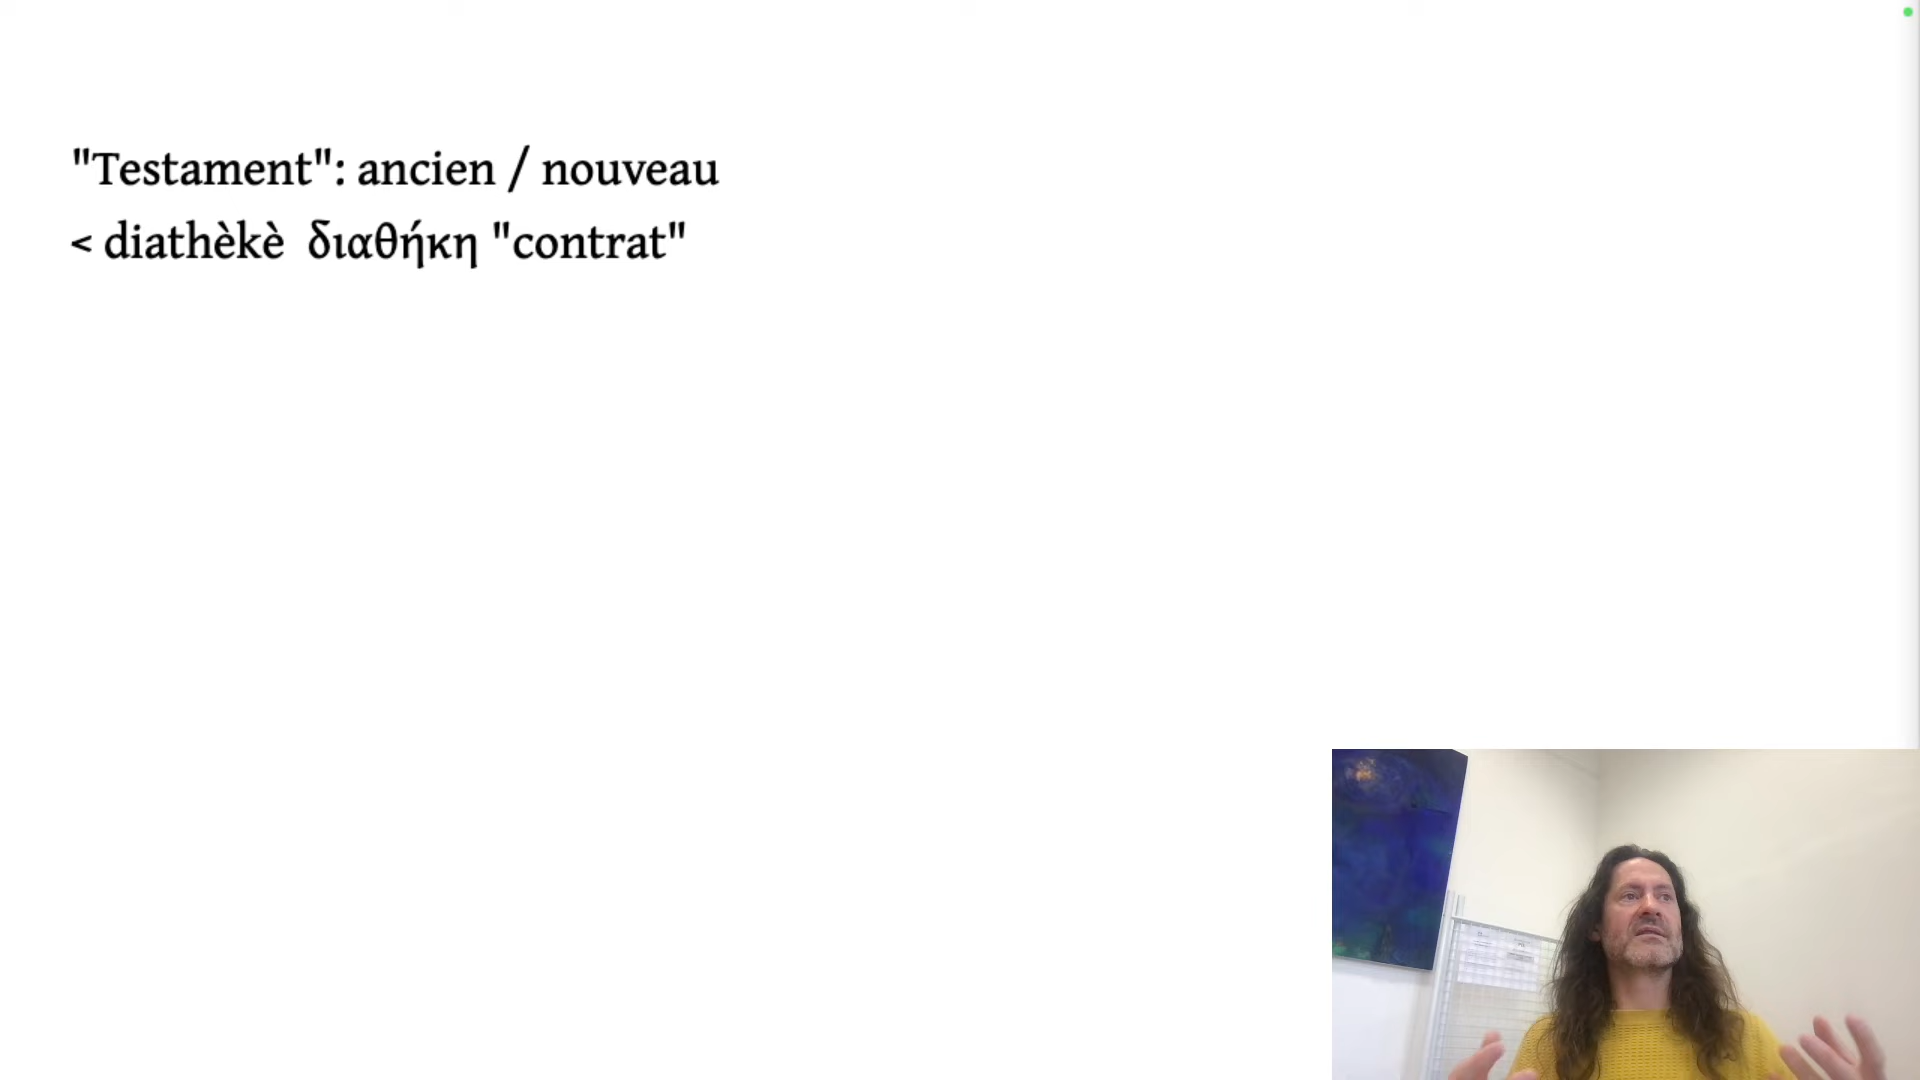 "Testament": ancien / nouveau
< diathèkè διαθήκη "contrat"